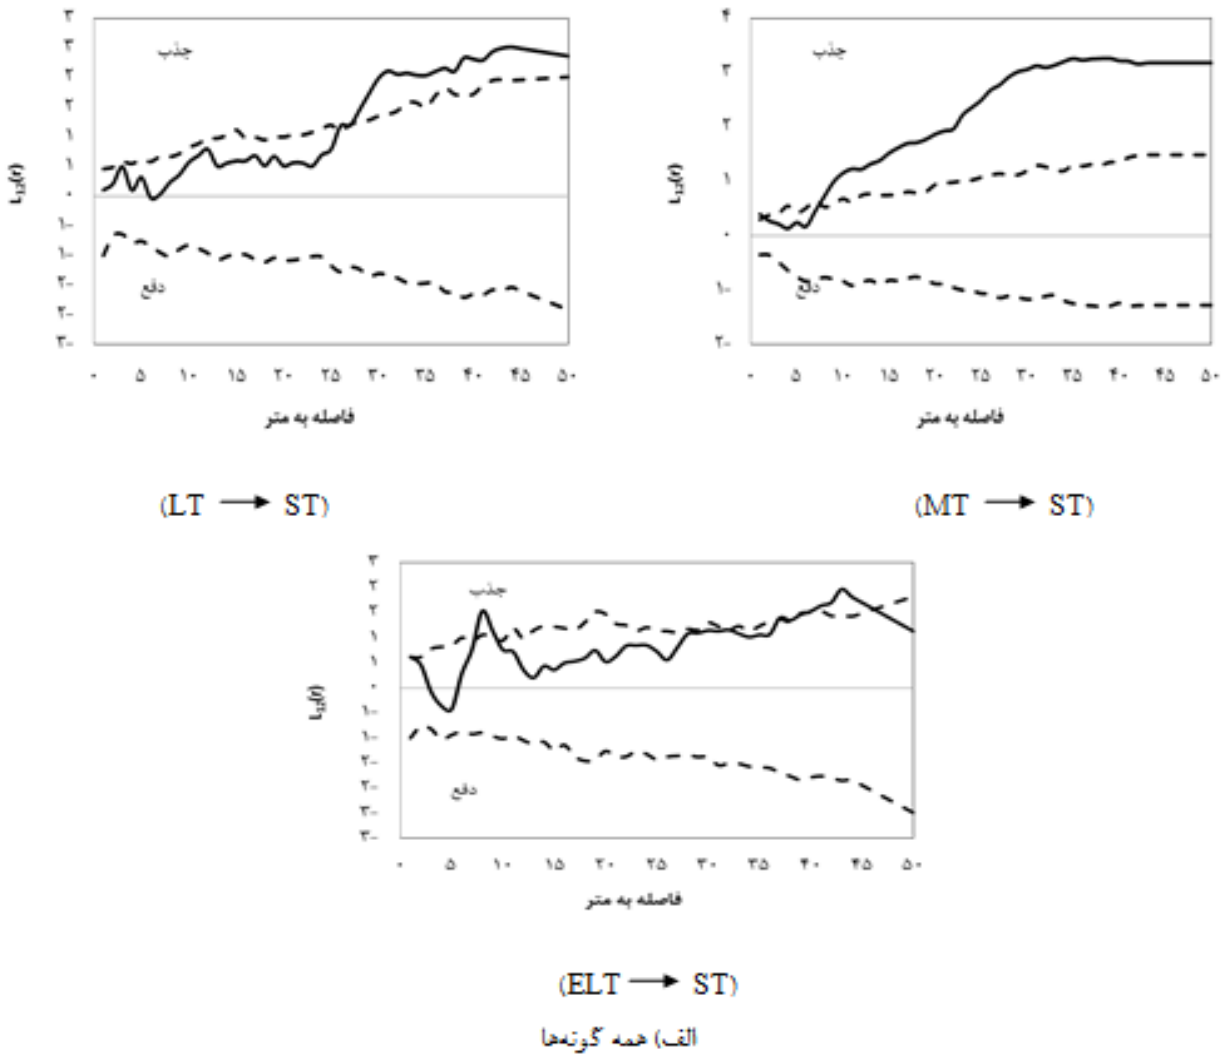 ۳
۳
۲
۲
۱
۱
۰
-۱
-۱
-۲
-۲
-۳
جذب
دفع
L₁₂(r)
۰ ۵ ۱۰ ۱۵ ۲۰ ۲۵ ۳۰ ۳۵ ۴۰ ۴۵ ۵۰
فاصله به متر
(LT → ST)
۴
۳
۲
۱
۰
-۱
-۲
جذب
دفع
L₁₂(r)
۰ ۵ ۱۰ ۱۵ ۲۰ ۲۵ ۳۰ ۳۵ ۴۰ ۴۵ ۵۰
فاصله به متر
(MT → ST)
۳
۲
۲
۱
۱
۰
-۱
-۱
-۲
-۲
-۳
-۳
جذب
دفع
L₁₂(r)
۰ ۵ ۱۰ ۱۵ ۲۰ ۲۵ ۳۰ ۳۵ ۴۰ ۴۵ ۵۰
فاصله به متر
(ELT → ST)
الف) همه گونه‌ها